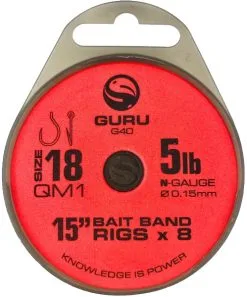 GURU
G40
SIZE
18
QM1
5lb
N-GAUGE
Ø 0.15mm
15" BAIT BAND
RIGS x 8
KNOWLEDGE IS POWER